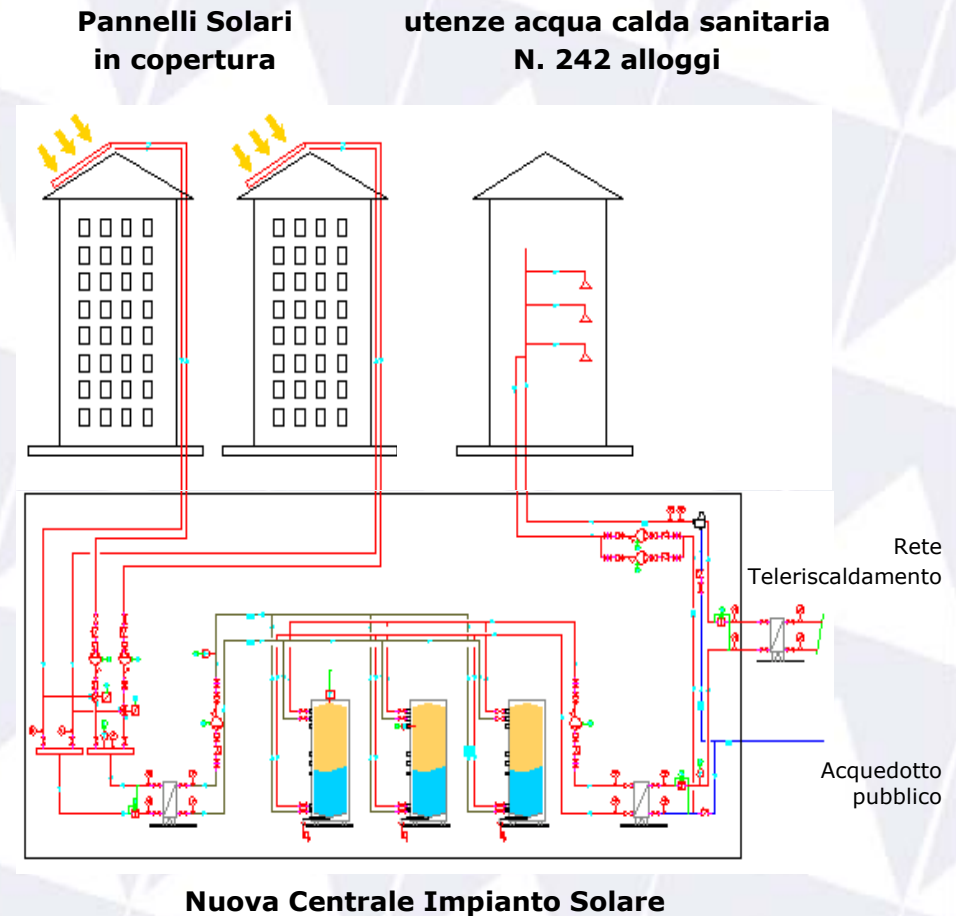 Pannelli Solari
in copertura
utenze acqua calda sanitaria
N. 242 alloggi
Rete
Teleriscaldamento
Acquedotto
pubblico
Nuova Centrale Impianto Solare